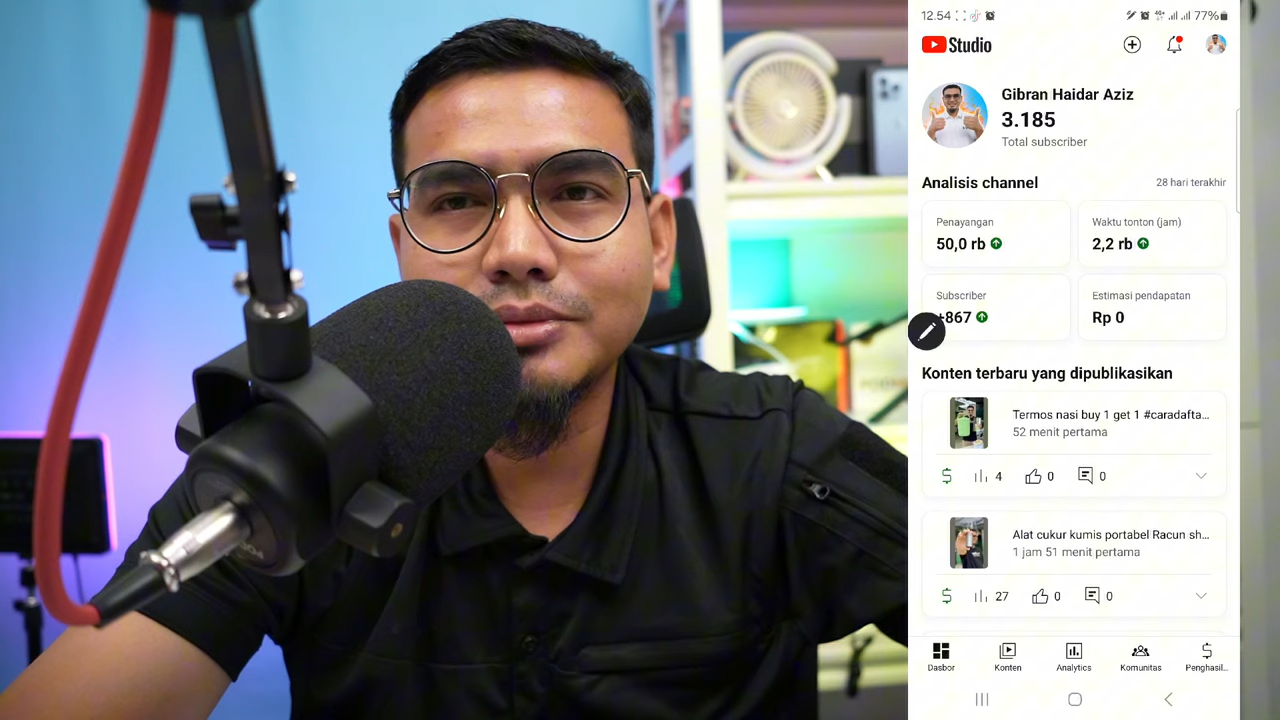 12.54
4G+
77%
Studio
Gibran Haidar Aziz
3.185
Total subscriber
Analisis channel
28 hari terakhir
Penayangan
50,0 rb
Waktu tonton (jam)
2,2 rb
Subscriber
+867
Estimasi pendapatan
Rp 0
Konten terbaru yang dipublikasikan
Termos nasi buy 1 get 1 #caradafta...
52 menit pertama
4
0
0
Alat cukur kumis portabel Racun sh...
1 jam 51 menit pertama
27
0
0
Dasbor
Konten
Analytics
Komunitas
Penghasil...